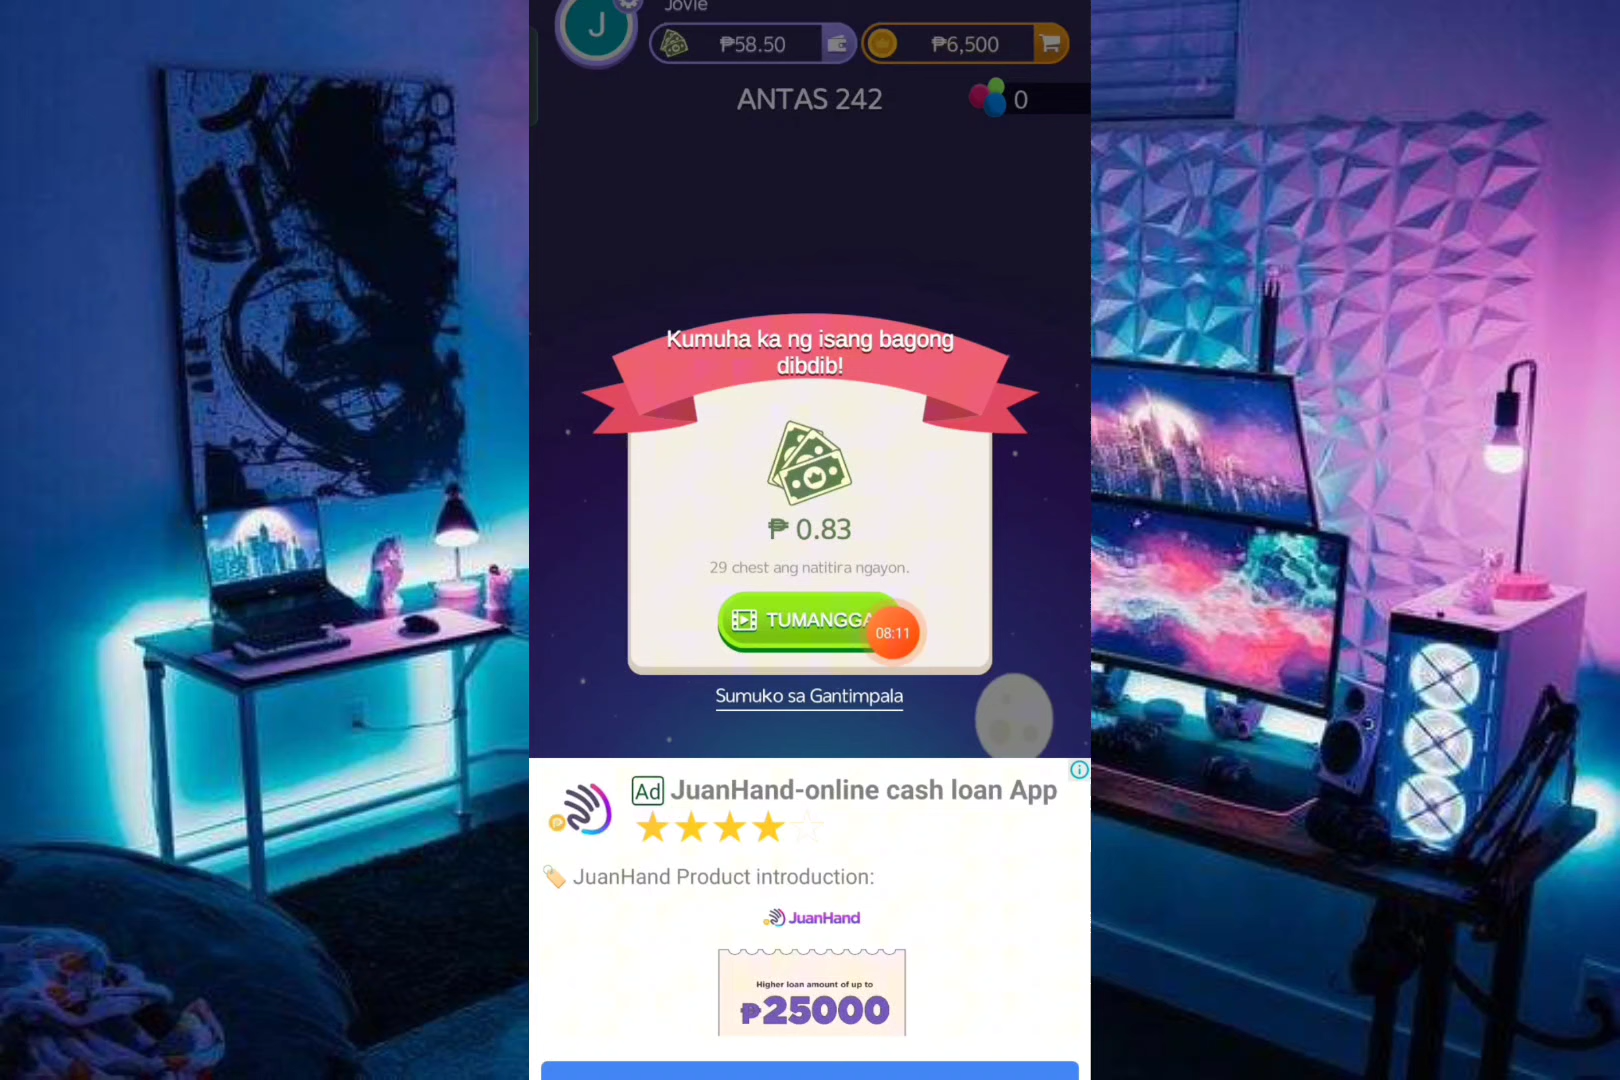 Jovie
J
₱58.50
₱6,500
ANTAS 242
0
Kumuha ka ng isang bagong
dibdib!
₱ 0.83
29 chest ang natitira ngayon.
TUMANGGA
08:11
Sumuko sa Gantimpala
Ad JuanHand-online cash loan App
JuanHand Product introduction:
JuanHand
Higher loan amount of up to
₱25000